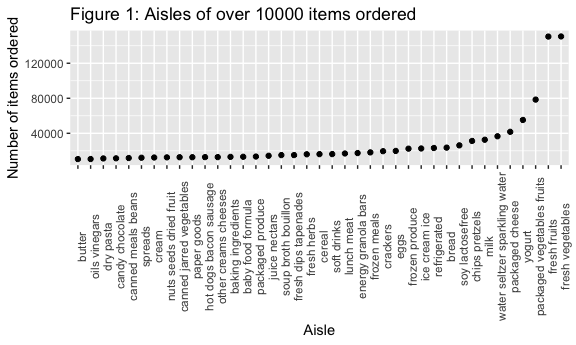 Figure 1: Aisles of over 10000 items ordered
Number of items ordered
120000
80000
40000
butter
oils vinegars
dry pasta
candy chocolate
canned meals beans
spreads
cream
nuts seeds dried fruit
canned jarred vegetables
paper goods
hot dogs bacon sausage
other creams cheeses
baking ingredients
baby food formula
packaged produce
juice nectars
soup broth bouillon
fresh dips tapenades
fresh herbs
cereal
soft drinks
lunch meat
energy granola bars
frozen meals
crackers
eggs
frozen produce
ice cream ice
refrigerated
bread
soy lactosefree
chips pretzels
milk
water seltzer sparkling water
packaged cheese
yogurt
packaged vegetables fruits
fresh fruits
fresh vegetables
Aisle